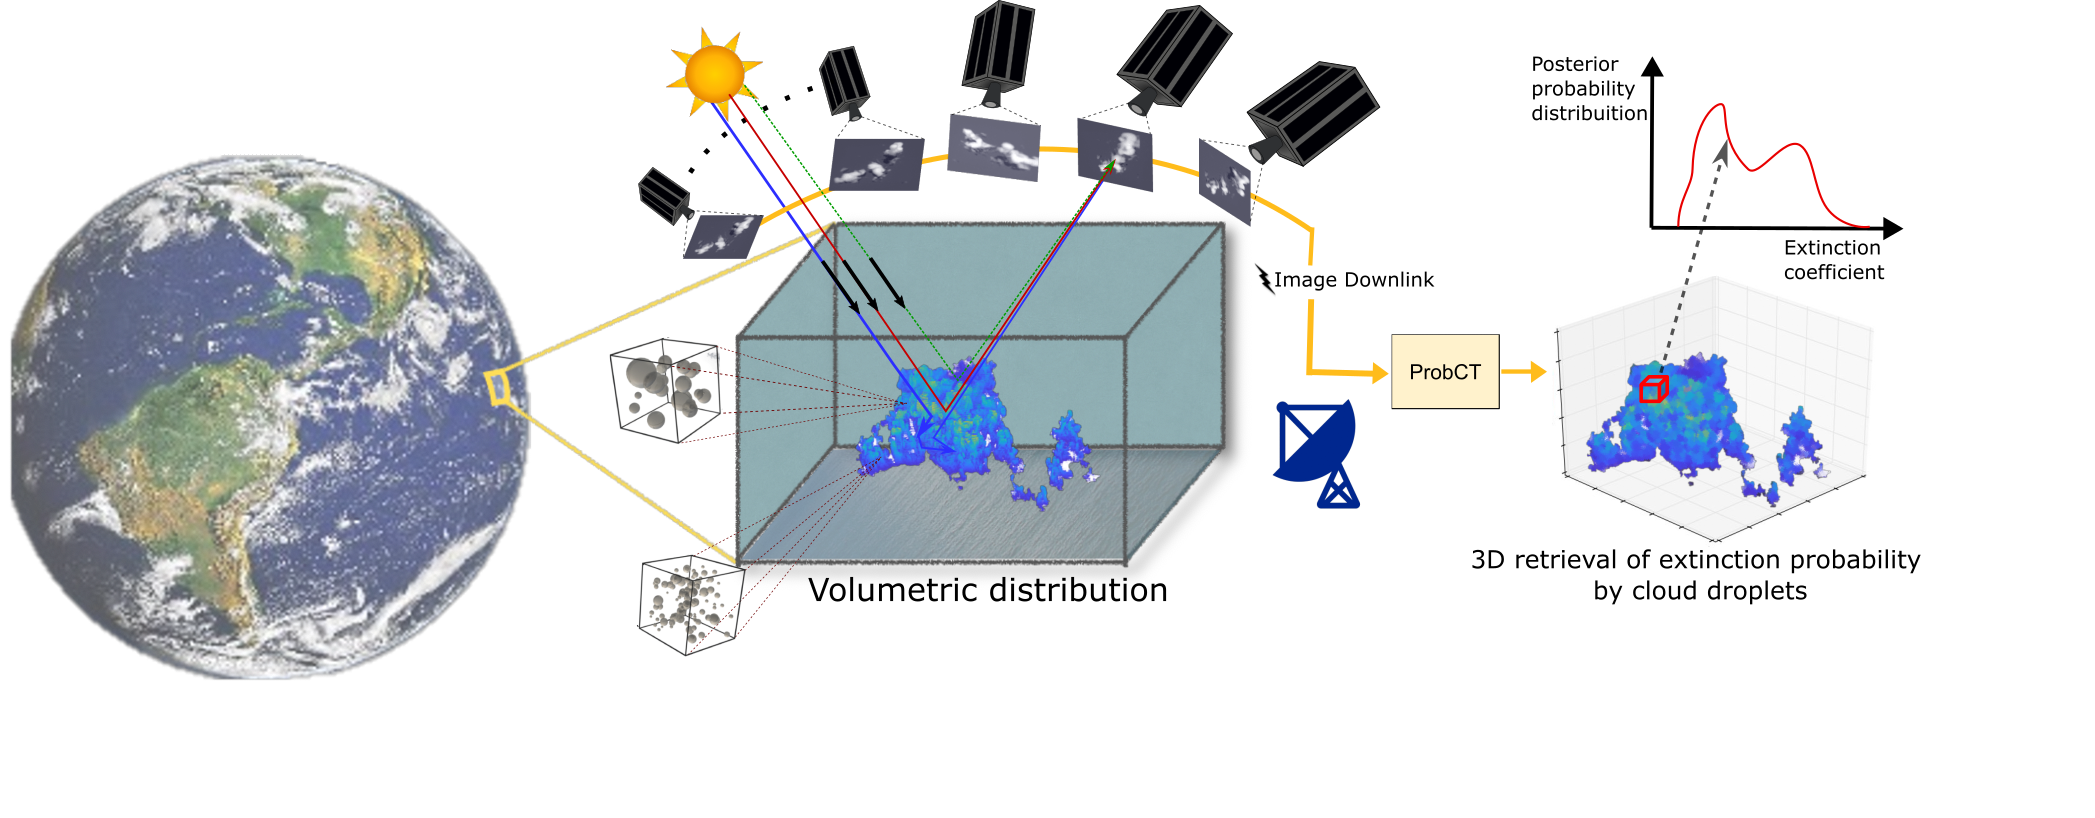 Posterior
probability
distribuition
Extinction
coefficient
Image Downlink
ProbCT
Volumetric distribution
3D retrieval of extinction probability
by cloud droplets